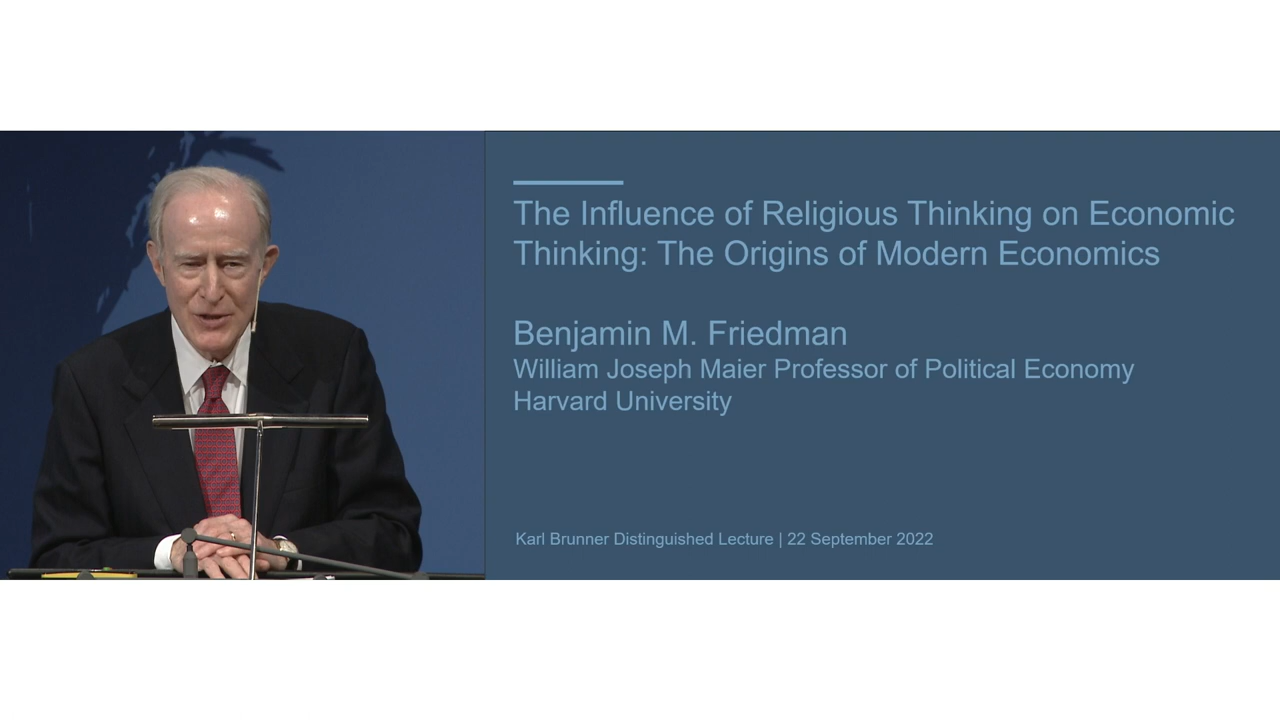 The Influence of Religious Thinking on Economic
Thinking: The Origins of Modern Economics
Benjamin M. Friedman
William Joseph Maier Professor of Political Economy
Harvard University
Karl Brunner Distinguished Lecture | 22 September 2022